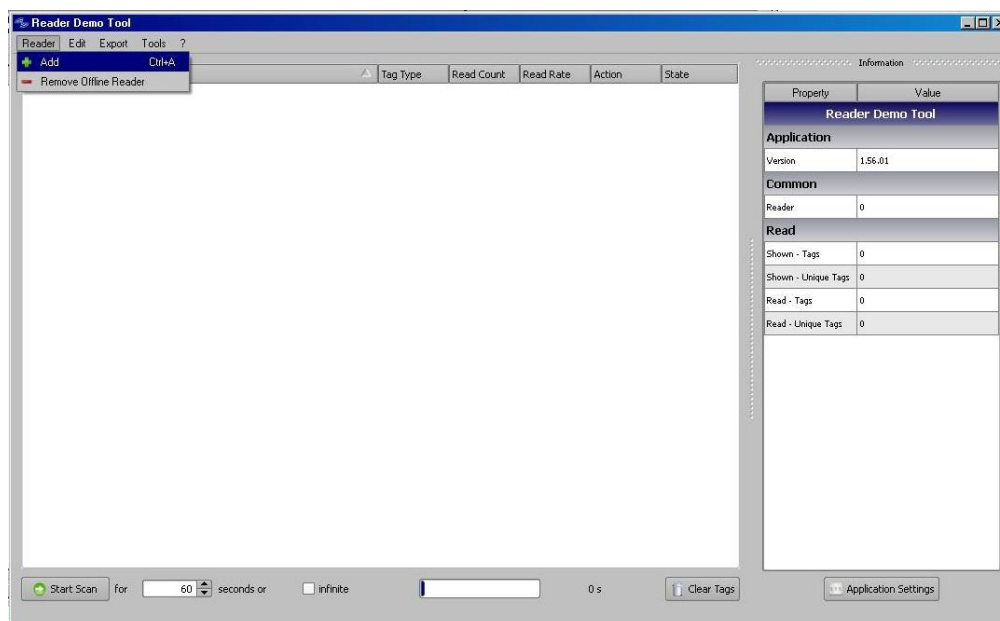 Reader Demo Tool
Reader Edit Export Tools ?
Add Ctrl+A
Remove Offline Reader
Tag Type Read Count Read Rate Action State
Information
Property Value
Reader Demo Tool
Application
Version 1.56.01
Common
Reader 0
Read
Shown - Tags 0
Shown - Unique Tags 0
Read - Tags 0
Read - Unique Tags 0
Start Scan for 60 seconds or infinite 0 s Clear Tags Application Settings